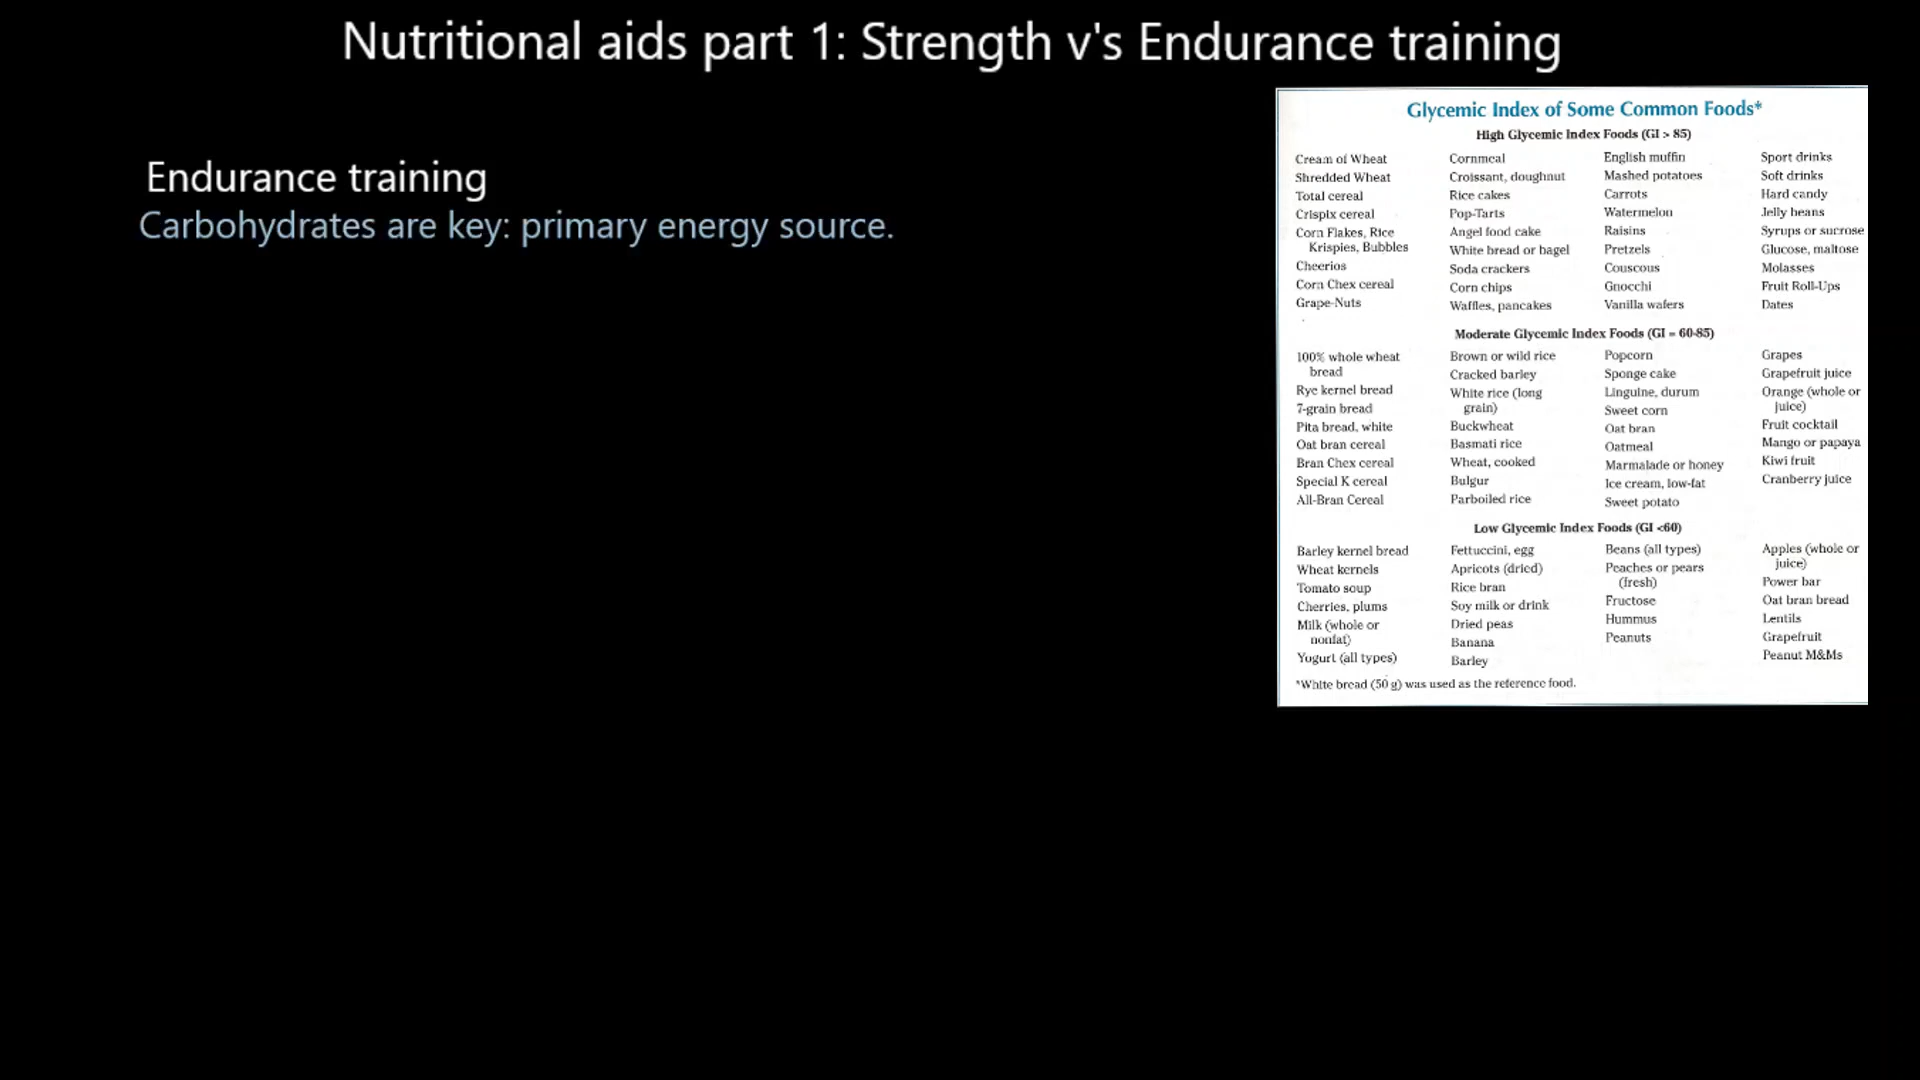 Nutritional aids part 1: Strength v's Endurance training
Endurance training
Carbohydrates are key: primary energy source.
Glycemic Index of Some Common Foods*
High Glycemic Index Foods (GI > 85)
Cream of Wheat
Shredded Wheat
Total cereal
Crispix cereal
Corn Flakes, Rice
Krispies, Bubbles
Cheerios
Corn Chex cereal
Grape-Nuts
Cornmeal
Croissant, doughnut
Rice cakes
Pop-Tarts
Angel food cake
White bread or bagel
Soda crackers
Corn chips
Waffles, pancakes
English muffin
Mashed potatoes
Carrots
Watermelon
Raisins
Pretzels
Couscous
Gnocchi
Vanilla wafers
Sport drinks
Soft drinks
Hard candy
Jelly beans
Syrups or sucrose
Glucose, maltose
Molasses
Fruit Roll-Ups
Dates
Moderate Glycemic Index Foods (GI = 60-85)
100% whole wheat
bread
Rye kernel bread
7-grain bread
Pita bread, white
Oat bran cereal
Bran Chex cereal
Special K cereal
All-Bran Cereal
Brown or wild rice
Cracked barley
White rice (long
grain)
Buckwheat
Basmati rice
Wheat, cooked
Bulgur
Parboiled rice
Popcorn
Sponge cake
Linguine, durum
Sweet corn
Oat bran
Oatmeal
Marmalade or honey
Ice cream, low-fat
Sweet potato
Grapes
Grapefruit juice
Orange (whole or
juice)
Fruit cocktail
Mango or papaya
Kiwi fruit
Cranberry juice
Low Glycemic Index Foods (GI <60)
Barley kernel bread
Wheat kernels
Tomato soup
Cherries, plums
Milk (whole or
nonfat)
Yogurt (all types)
Fettuccini, egg
Apricots (dried)
Rice bran
Soy milk or drink
Dried peas
Banana
Barley
Beans (all types)
Peaches or pears
(fresh)
Fructose
Hummus
Peanuts
Apples (whole or
juice)
Power bar
Oat bran bread
Lentils
Grapefruit
Peanut M&Ms
*White bread (50 g) was used as the reference food.